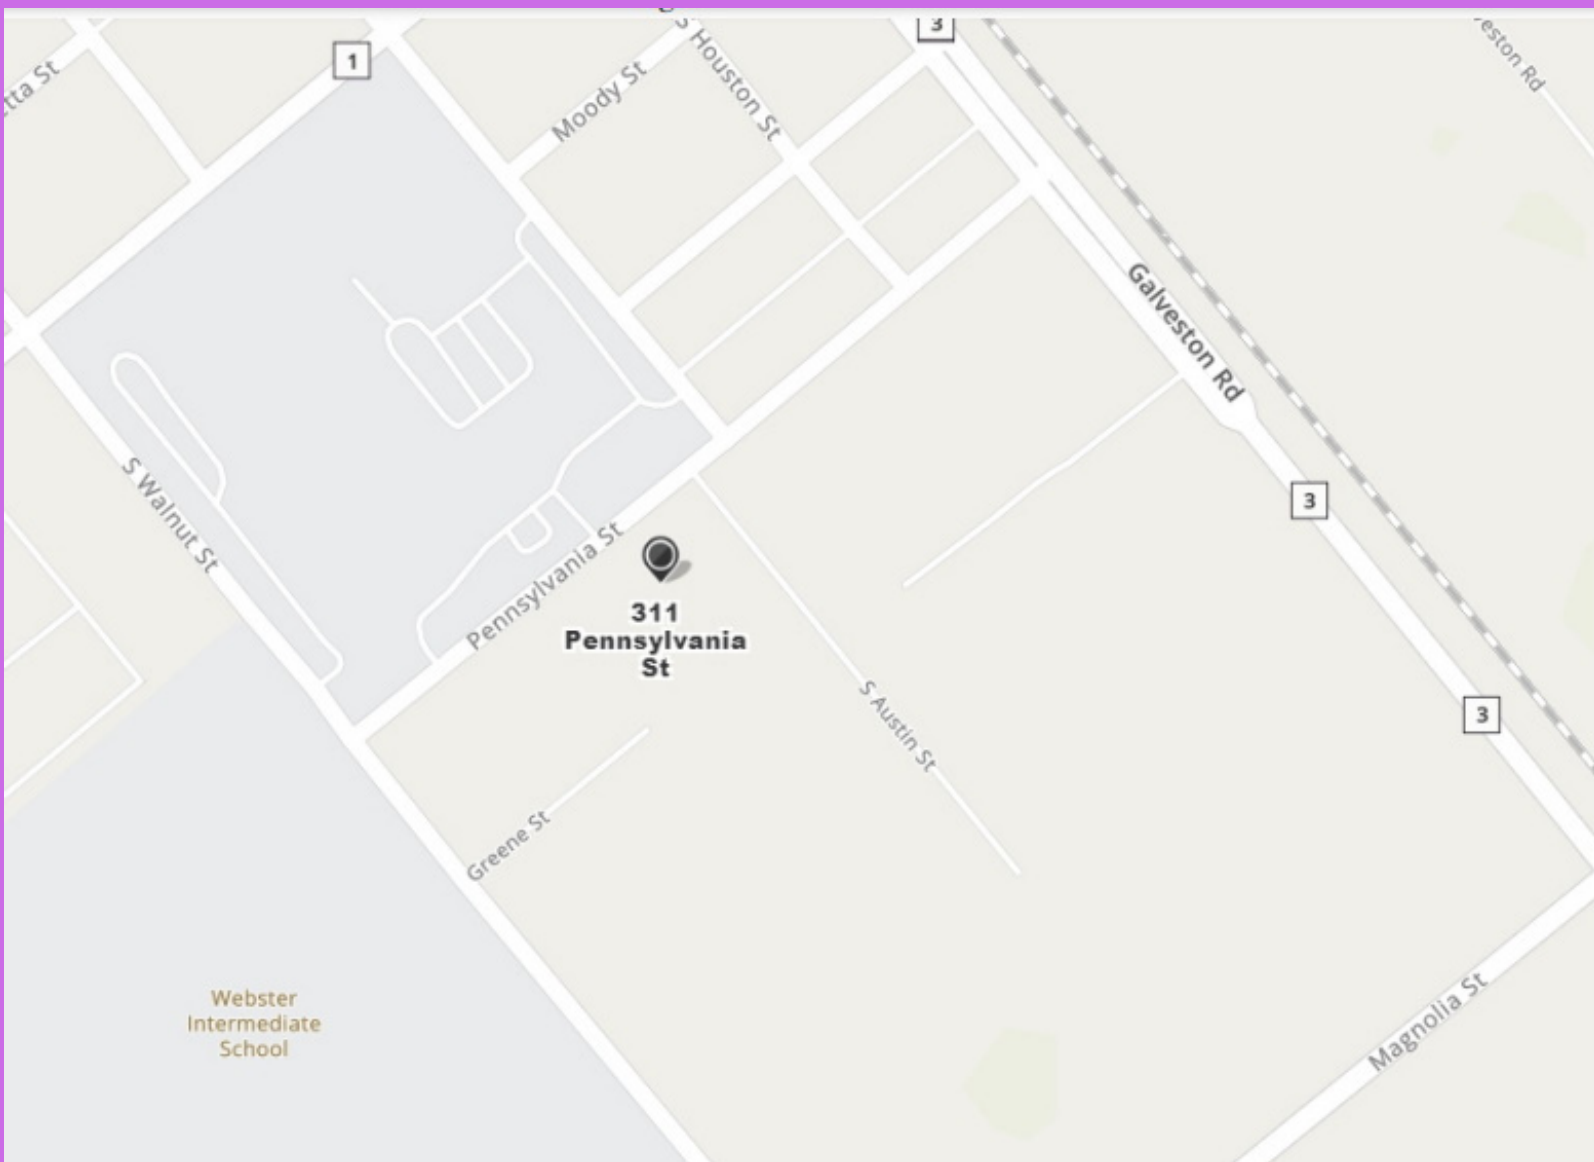 3
S Houston St
1
Moody St
Galveston Rd
3
S Walnut St
Pennsylvania St
311
Pennsylvania
St
S Austin St
3
Greene St
Webster
Intermediate
School
Magnolia St